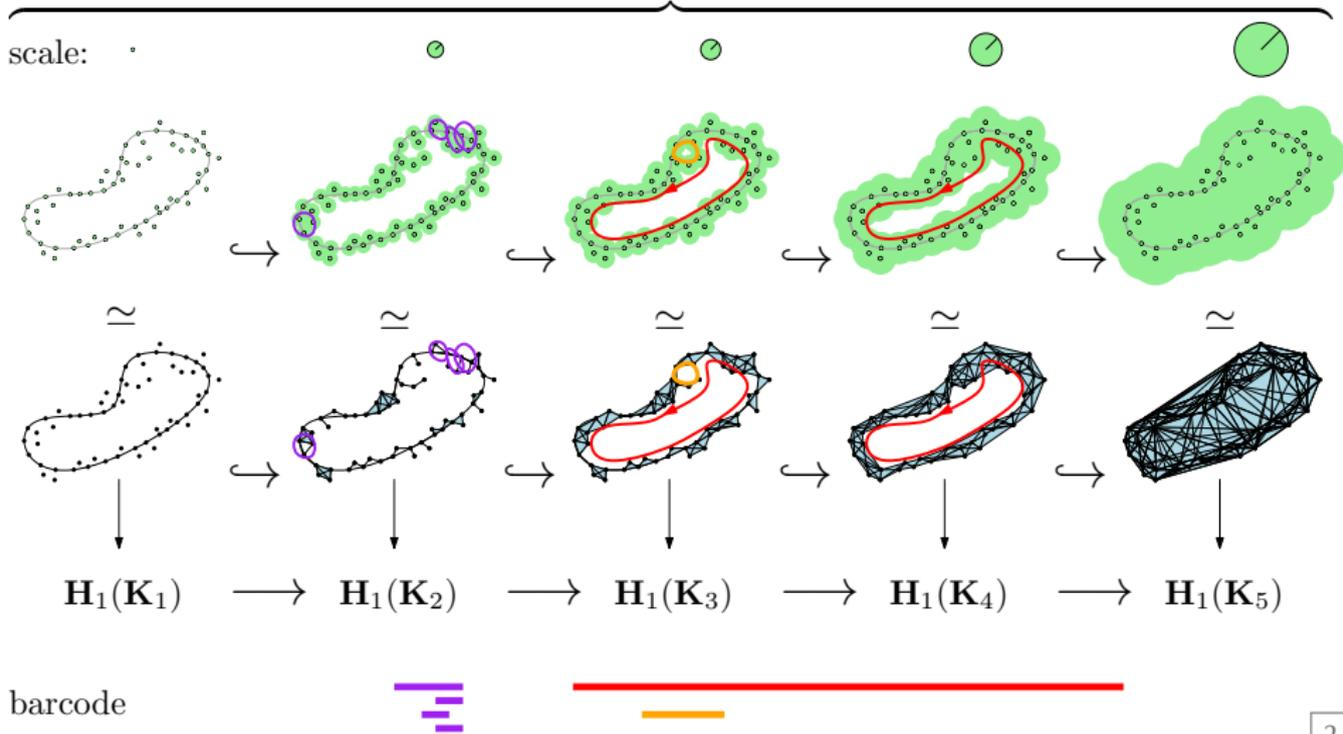 scale:
↪ ↪ ↪ ↪
≃ ≃ ≃ ≃ ≃
↪ ↪ ↪ ↪
H₁(K₁) ⟶ H₁(K₂) ⟶ H₁(K₃) ⟶ H₁(K₄) ⟶ H₁(K₅)
barcode